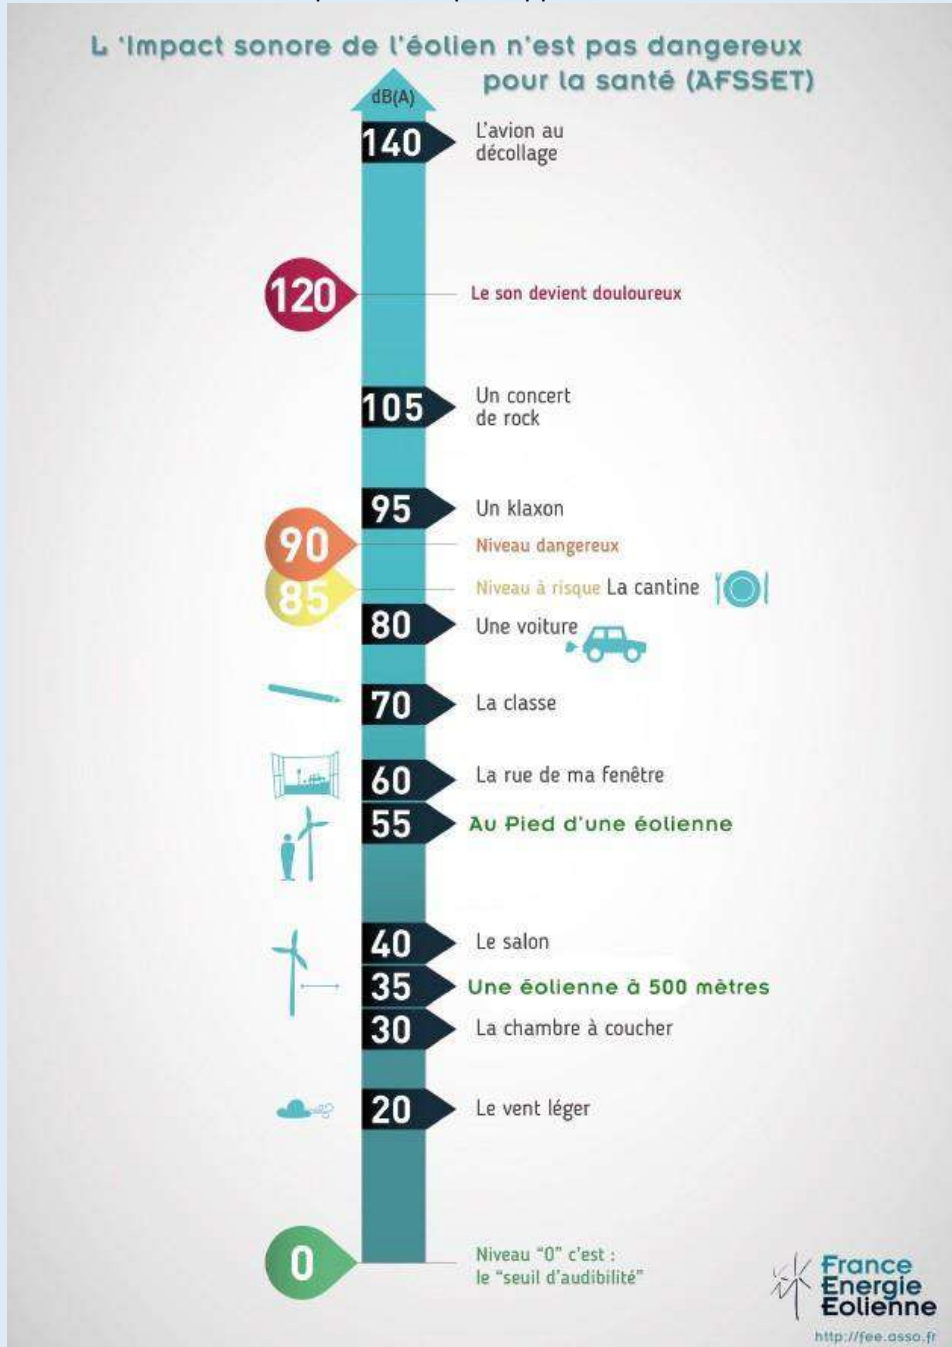 L 'Impact sonore de l'éolien n'est pas dangereux
pour la santé (AFSSET)
dB(A)
140 L'avion au
décollage
120 Le son devient douloureux
105 Un concert
de rock
95 Un klaxon
90 Niveau dangereux
85 Niveau à risque La cantine
80 Une voiture
70 La classe
60 La rue de ma fenêtre
55 Au Pied d'une éolienne
40 Le salon
35 Une éolienne à 500 mètres
30 La chambre à coucher
20 Le vent léger
0 Niveau "0" c'est :
le "seuil d'audibilité"
France
Energie
Eolienne
http://fee.asso.fr